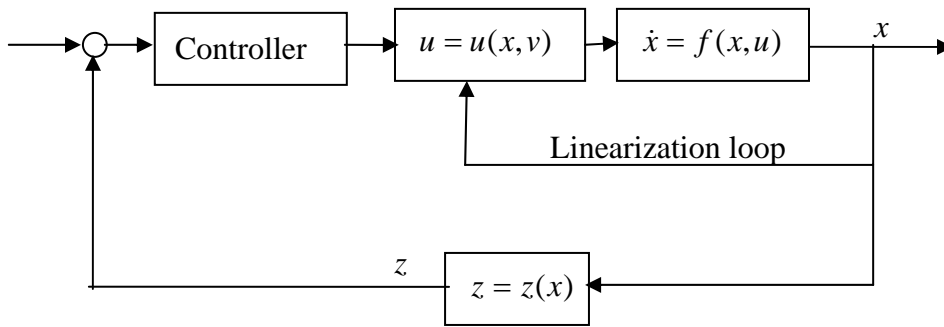 Controller
u = u(x, v)
ẋ = f(x, u)
x
Linearization loop
z
z = z(x)